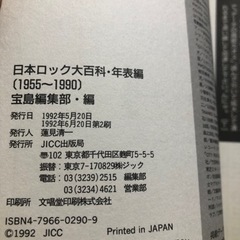 日本ロック大百科・年表編
(1955〜1990)
宝島編集部・編
発行日 1992年5月20日
1992年6月20日第2刷
発行人 蓮見清一
発行所 JICC出版局
〒102
東京都千代田区麹町5-5-5
振替：東京7-170829㈱ジック
電話：03(3239)2515 編集部
03(3234)4621 営業部
印刷所 文唱堂印刷株式会社
ISBN4-7966-0290-9
©1992 JICC Printed in JAPAN